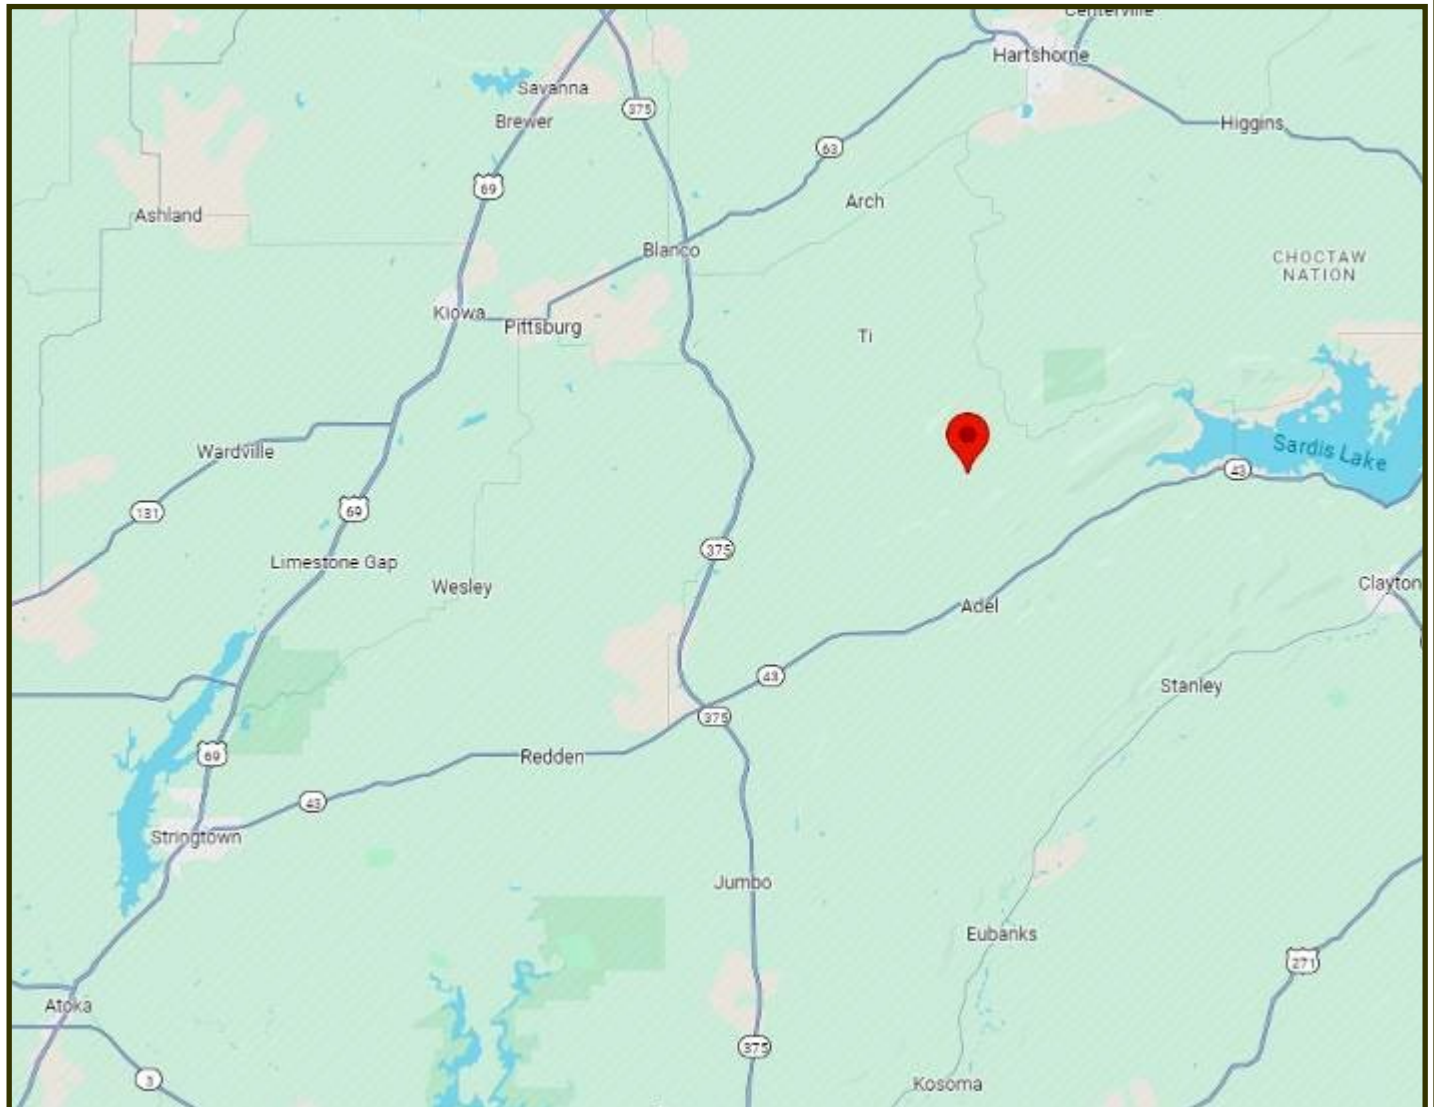 Centerville
Hartshorne
Savanna
375
Brewer
Higgins
63
69
Arch
Ashland
Blanco
CHOCTAW
NATION
Kiowa
Pittsburg
Ti
Wardville
Sardis Lake
43
131
69
375
Limestone Gap
Wesley
Clayton
Adel
43
Stanley
375
69
Redden
43
Stringtown
Jumbo
Eubanks
271
Atoka
375
3
Kosoma